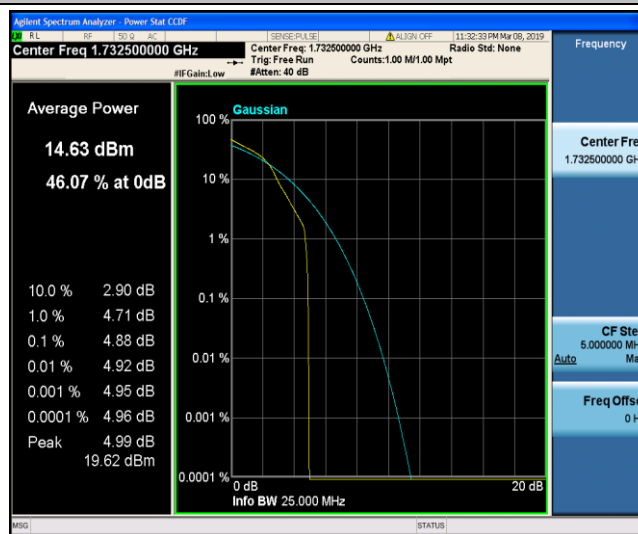 Agilent Spectrum Analyzer - Power Stat CCDF
RL RF 50 Ω AC SENSE:PULSE ALIGN OFF 11:32:33 PM Mar 08, 2019
Center Freq 1.732500000 GHz
Center Freq: 1.732500000 GHz Radio Std: None
Trig: Free Run Counts:1.00 M/1.00 Mpt
#IFGain:Low #Atten: 40 dB
Frequency
Average Power
14.63 dBm
46.07 % at 0dB
10.0 % 2.90 dB
1.0 % 4.71 dB
0.1 % 4.88 dB
0.01 % 4.92 dB
0.001 % 4.95 dB
0.0001 % 4.96 dB
Peak 4.99 dB
19.62 dBm
Gaussian
100 %
10 %
1 %
0.1 %
0.01 %
0.001 %
0.0001 %
0 dB 20 dB
Info BW 25.000 MHz
Center Fre
1.732500000 GH
CF Ste
5.000000 MH
Auto Ma
Freq Offse
0 H
MSG STATUS